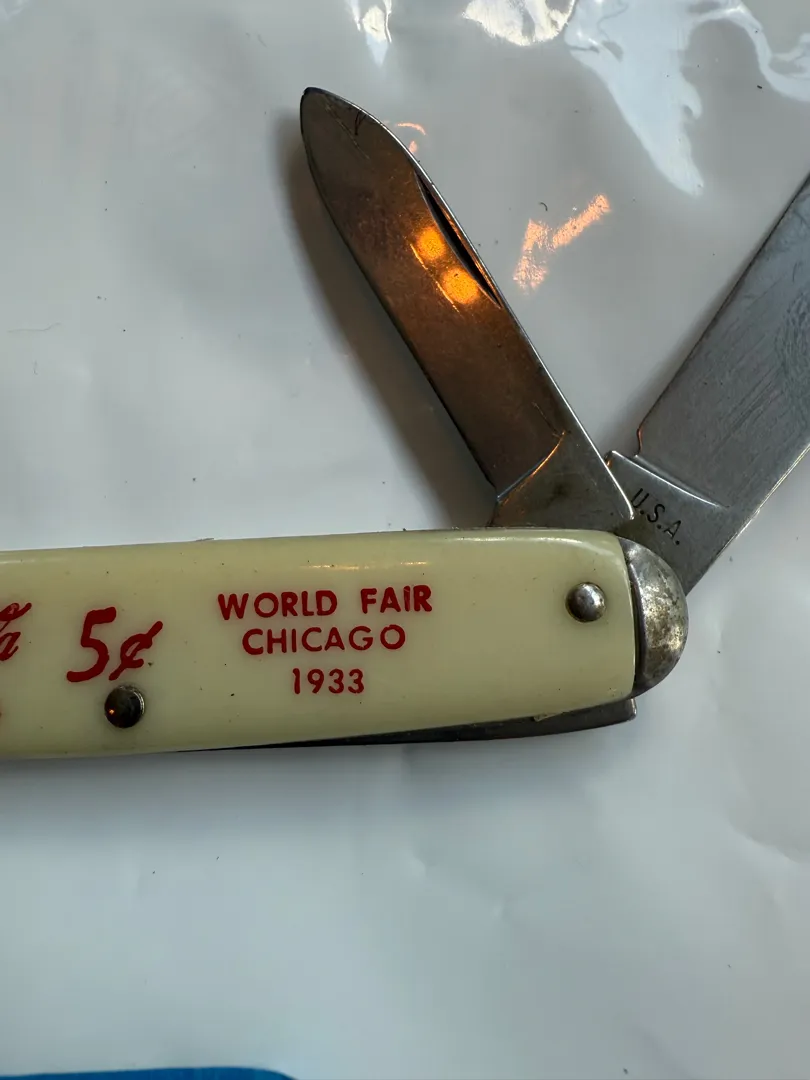 U.S.A.
5¢
WORLD FAIR
CHICAGO
1933